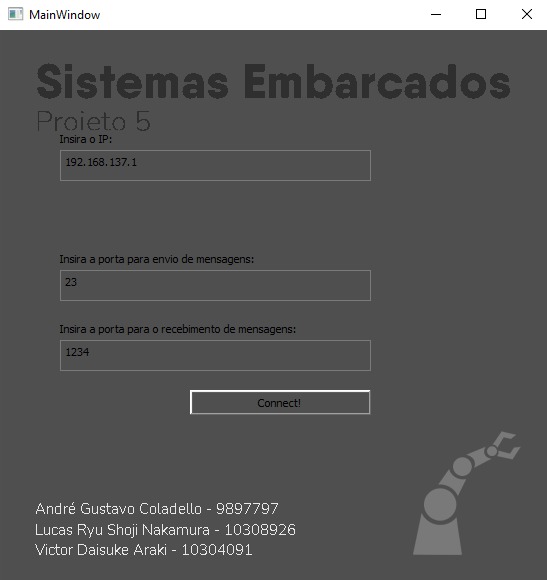 MainWindow
Sistemas Embarcados
Projeto 5
Insira o IP:
192.168.137.1
Insira a porta para envio de mensagens:
23
Insira a porta para o recebimento de mensagens:
1234
Connect!
André Gustavo Coladello - 9897797
Lucas Ryu Shoji Nakamura - 10308926
Victor Daisuke Araki - 10304091